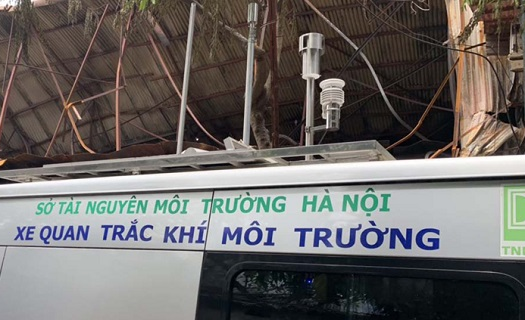 SỞ TÀI NGUYÊN MÔI TRƯỜNG HÀ NỘI
XE QUAN TRẮC KHÍ MÔI TRƯỜNG